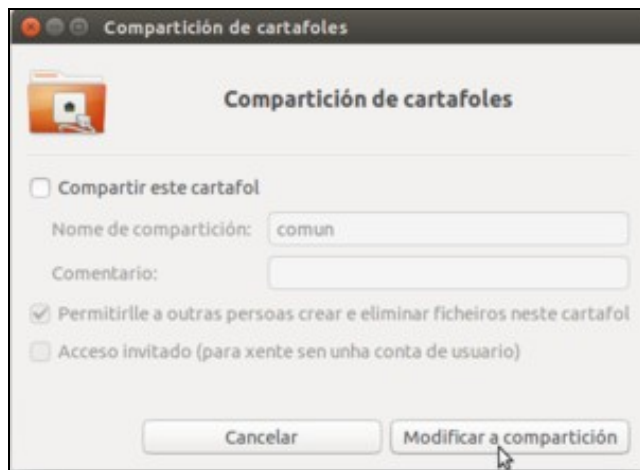 Compartición de cartafoles
Compartición de cartafoles
Compartir este cartafol
Nome de compartición: comun
Comentario:
Permitirlle a outras persoas crear e eliminar ficheiros neste cartafol
Acceso invitado (para xente sen unha conta de usuario)
Cancelar Modificar a compartición